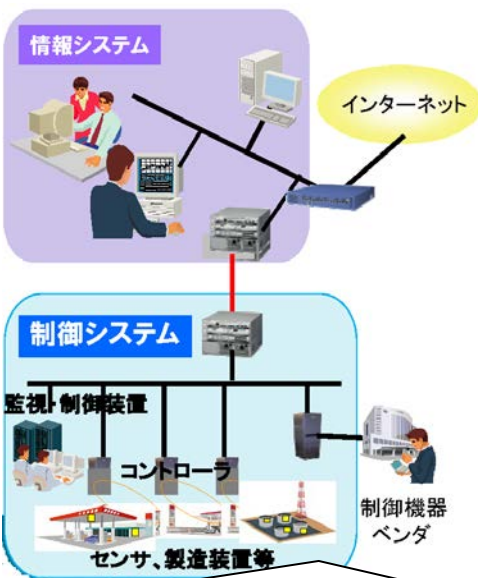 情報システム
インターネット
制御システム
監視・制御装置
コントローラ
制御機器
ベンダ
センサ、製造装置等